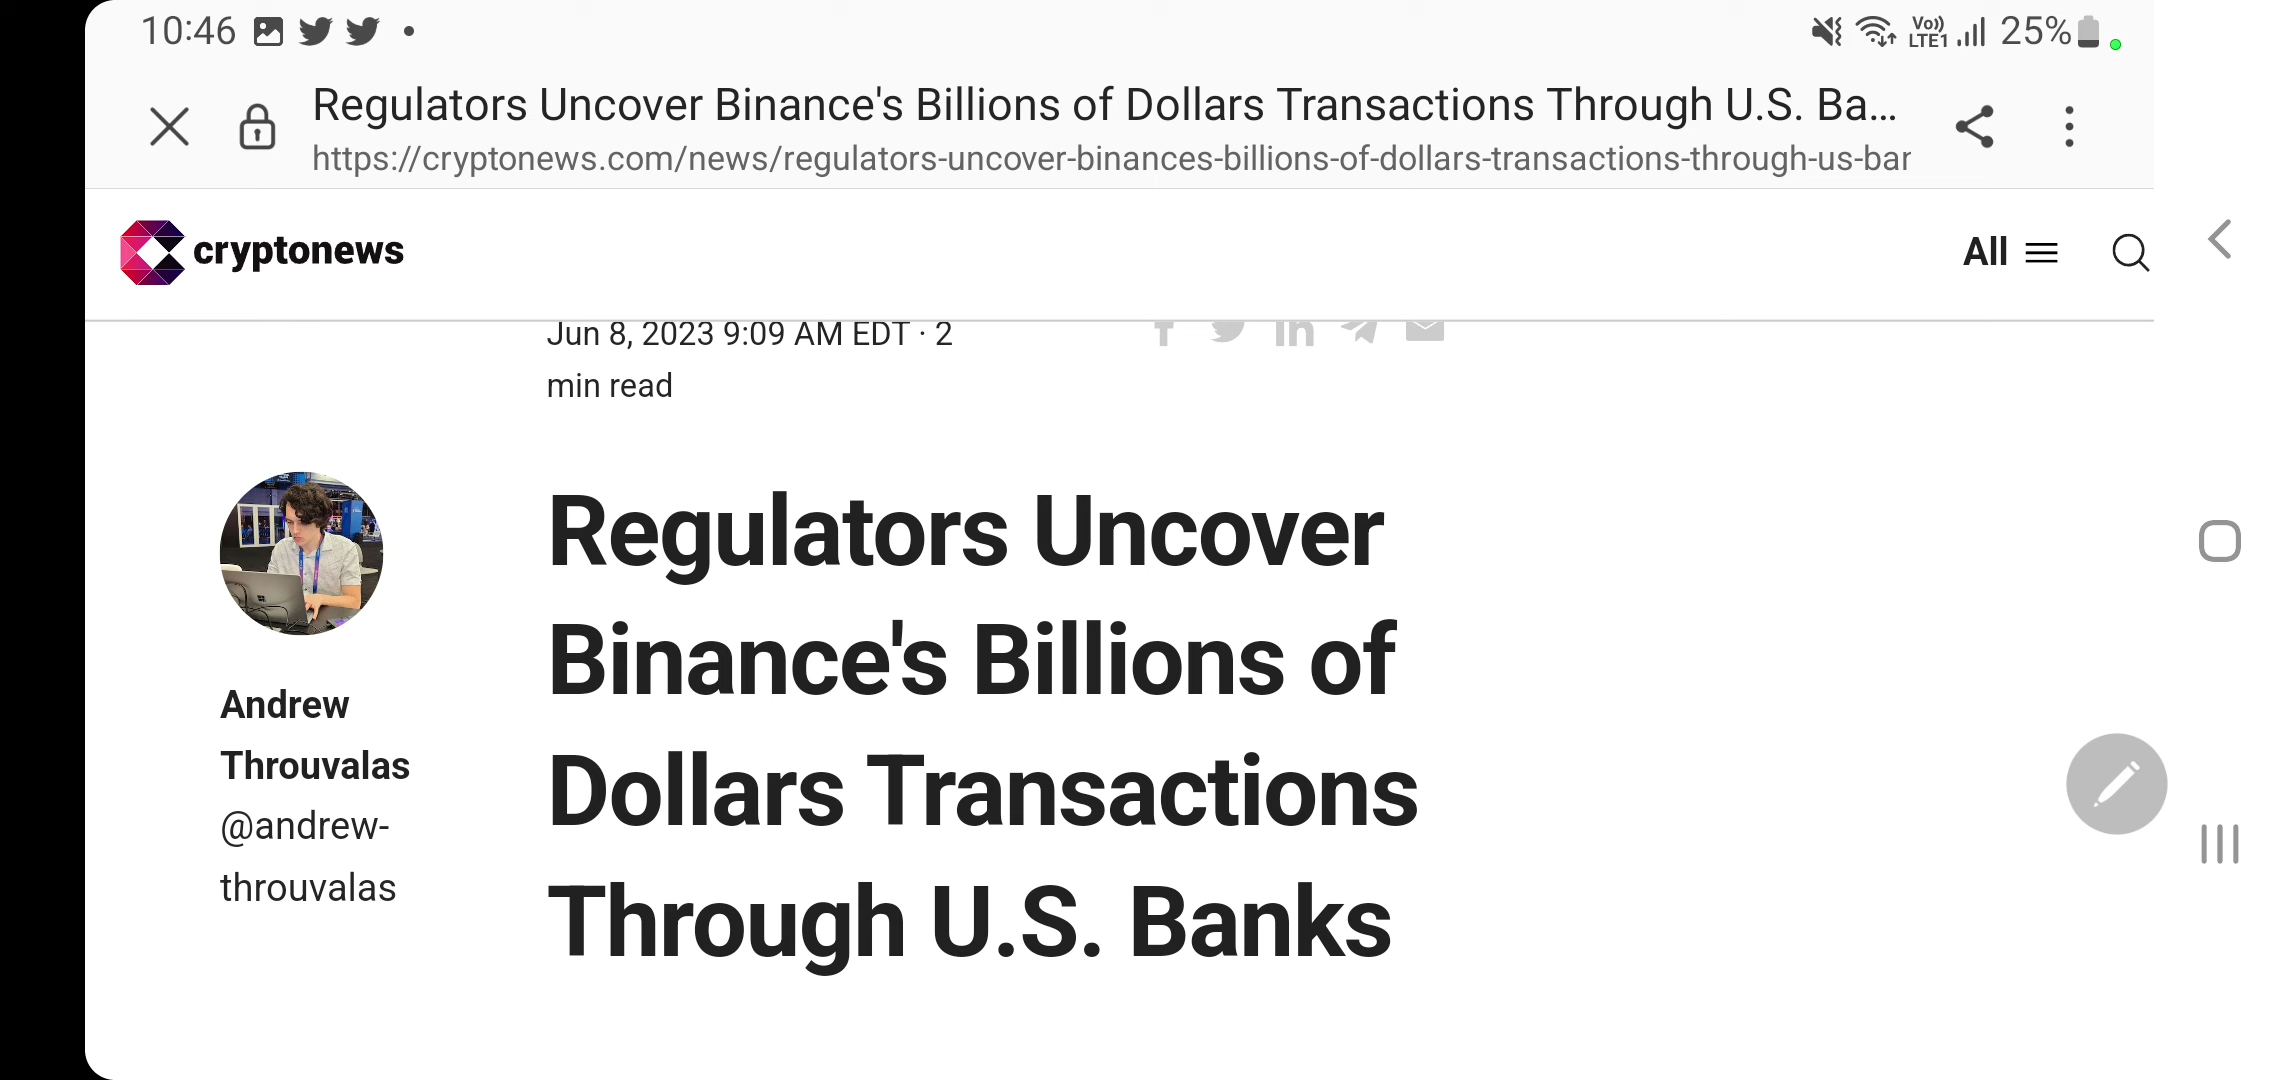 10:46
Vo))
LTE1
25%
Regulators Uncover Binance's Billions of Dollars Transactions Through U.S. Ba...
https://cryptonews.com/news/regulators-uncover-binances-billions-of-dollars-transactions-through-us-bar
cryptonews
All
Jun 8, 2023 9:09 AM EDT · 2
min read
Regulators Uncover
Binance's Billions of
Dollars Transactions
Through U.S. Banks
Andrew
Throuvalas
@andrew-
throuvalas